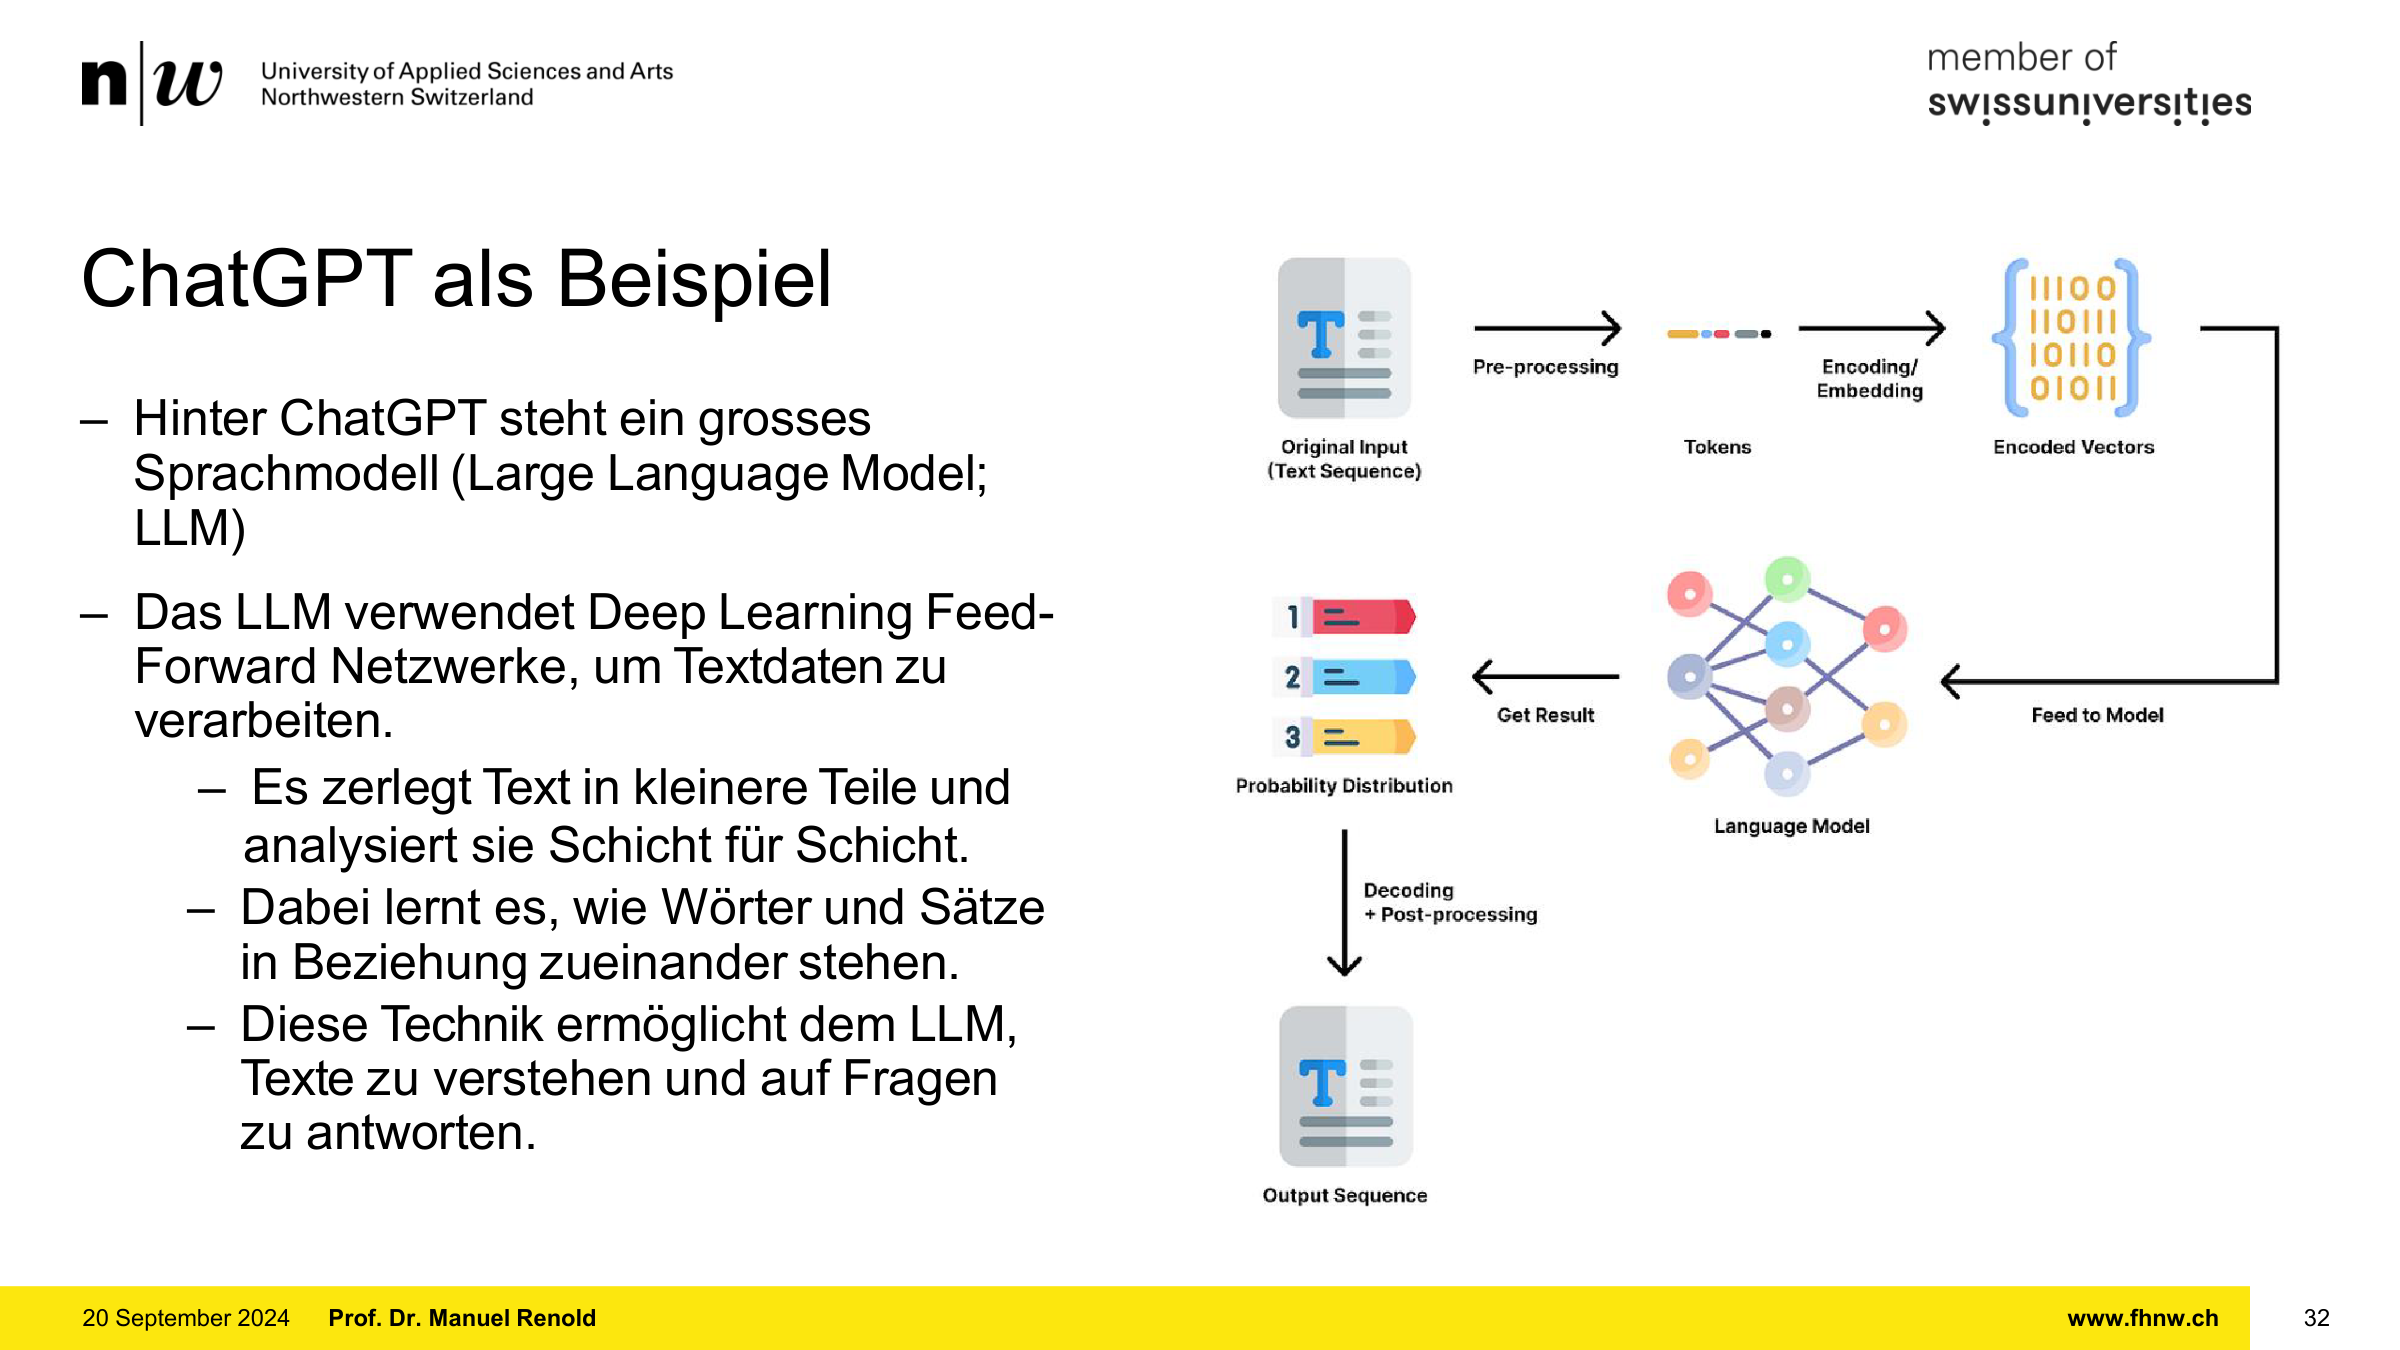 n|w University of Applied Sciences and Arts
Northwestern Switzerland
member of
swissuniversities
ChatGPT als Beispiel
– Hinter ChatGPT steht ein grosses
Sprachmodell (Large Language Model;
LLM)
– Das LLM verwendet Deep Learning Feed-
Forward Netzwerke, um Textdaten zu
verarbeiten.
– Es zerlegt Text in kleinere Teile und
analysiert sie Schicht für Schicht.
– Dabei lernt es, wie Wörter und Sätze
in Beziehung zueinander stehen.
– Diese Technik ermöglicht dem LLM,
Texte zu verstehen und auf Fragen
zu antworten.
T
Original Input
(Text Sequence)
Pre-processing
Tokens
Encoding/
Embedding
11100
110111
10110
01011
Encoded Vectors
Feed to Model
Language Model
Get Result
1
2
3
Probability Distribution
Decoding
+ Post-processing
T
Output Sequence
20 September 2024 Prof. Dr. Manuel Renold www.fhnw.ch 32